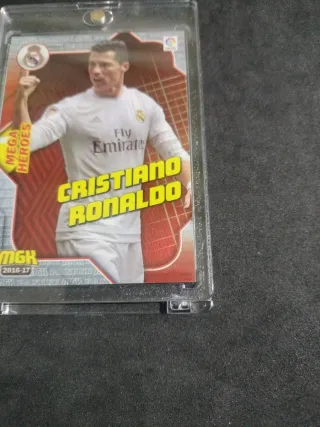 Fly
Emirates
MEGA
HEROES
CRISTIANO
RONALDO
MGK
2016-17